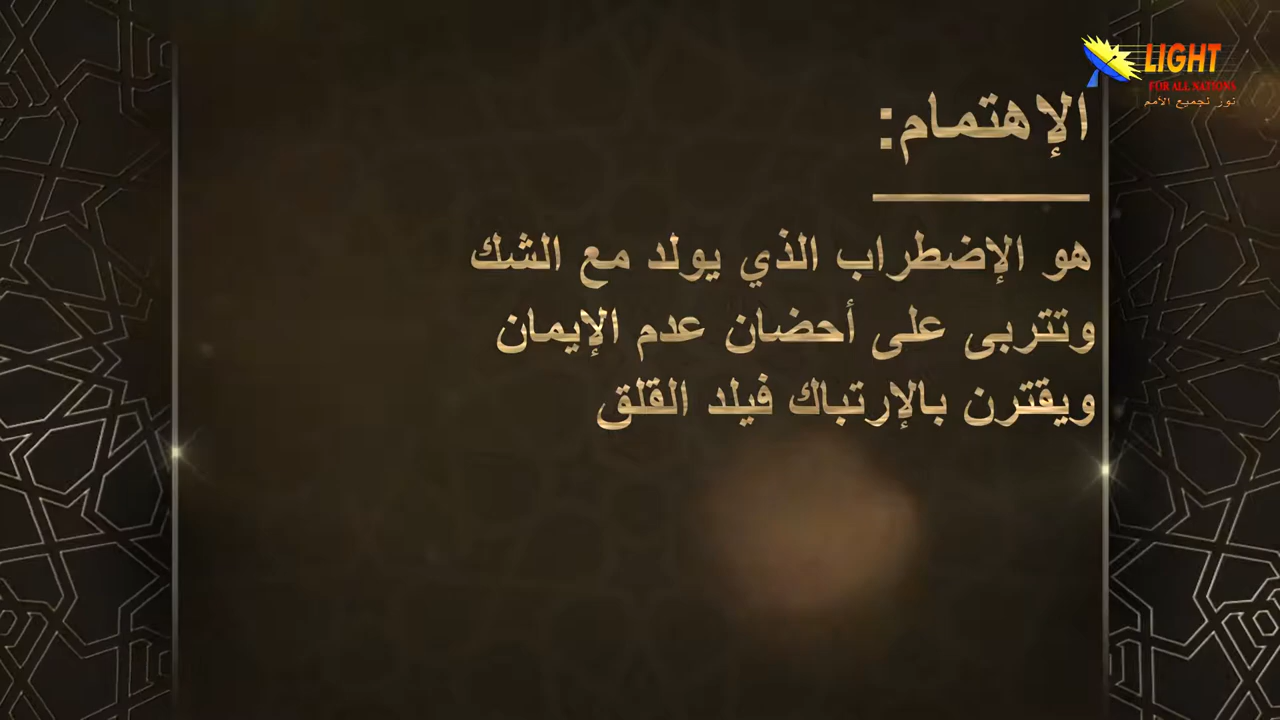 LIGHT
FOR ALL NATIONS
نور لجميع الأمم
الإهتمام:
هو الإضطراب الذي يولد مع الشك
وتتربى على أحضان عدم الإيمان
ويقترن بالإرتباك فيلد القلق